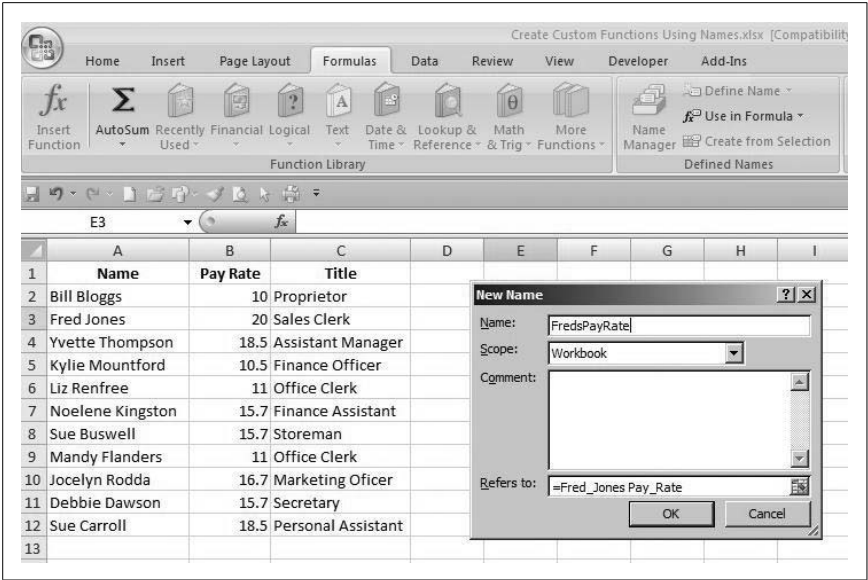 Create Custom Functions Using Names.xlsx [Compatibility
Home Insert Page Layout Formulas Data Review View Developer Add-Ins
fx Σ ? A θ Define Name
fx Use in Formula
Insert AutoSum Recently Financial Logical Text Date & Lookup & Math More Name
Function Used Time Reference & Trig Functions Manager Create from Selection
Function Library Defined Names
E3 fx
A B C D E F G H I
1 Name Pay Rate Title
2 Bill Bloggs 10 Proprietor
3 Fred Jones 20 Sales Clerk
4 Yvette Thompson 18.5 Assistant Manager
5 Kylie Mountford 10.5 Finance Officer
6 Liz Renfree 11 Office Clerk
7 Noelene Kingston 15.7 Finance Assistant
8 Sue Buswell 15.7 Storeman
9 Mandy Flanders 11 Office Clerk
10 Jocelyn Rodda 16.7 Marketing Oficer
11 Debbie Dawson 15.7 Secretary
12 Sue Carroll 18.5 Personal Assistant
13
New Name ? X
Name: FredsPayRate
Scope: Workbook
Comment:
Refers to: =Fred_Jones Pay_Rate
OK Cancel